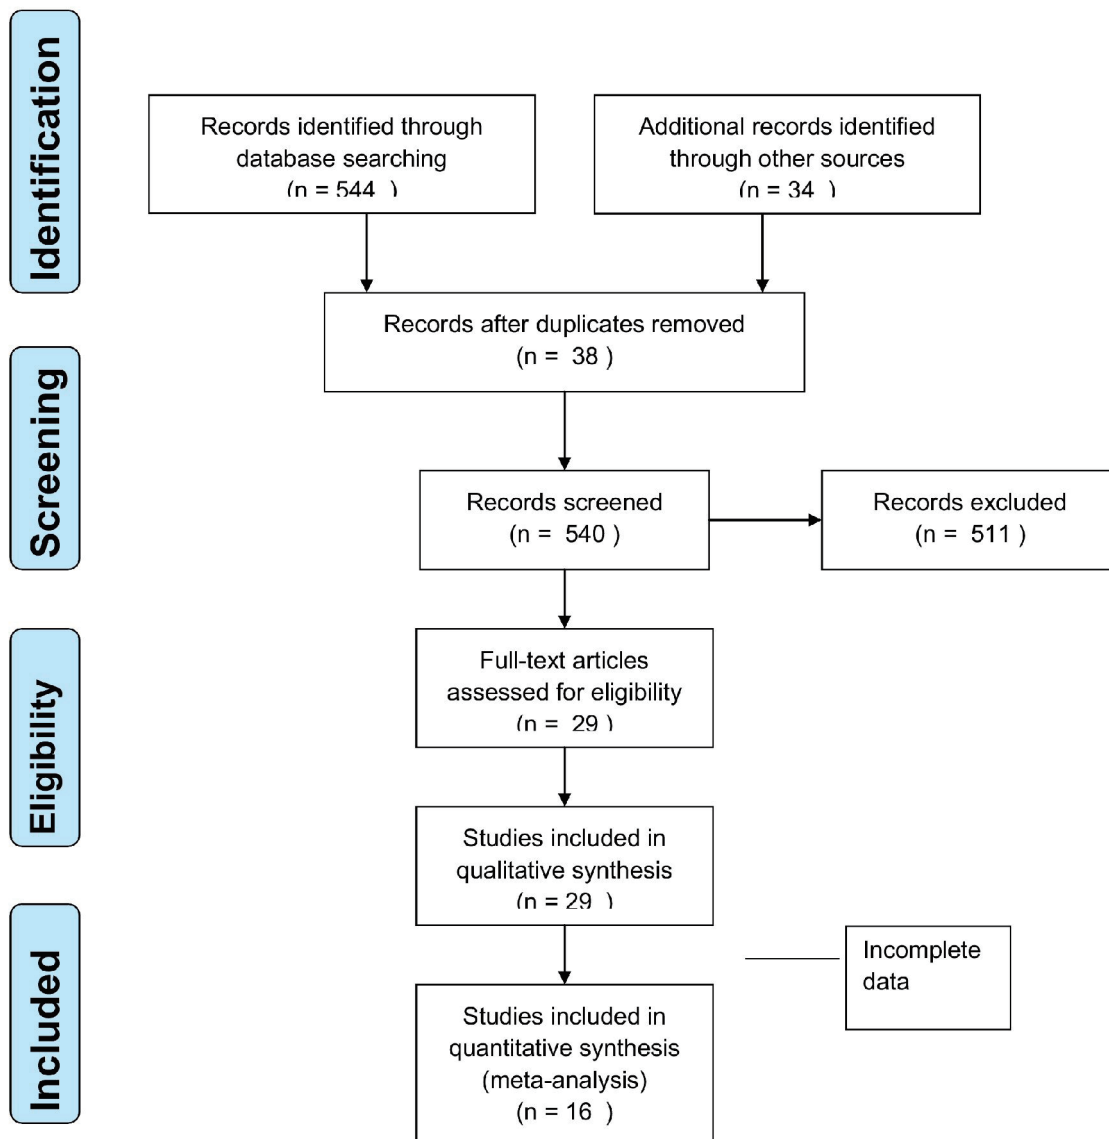 Identification
Records identified through
database searching
(n = 544 )
Additional records identified
through other sources
(n = 34 )
Records after duplicates removed
(n = 38 )
Screening
Records screened
(n = 540 )
Records excluded
(n = 511 )
Eligibility
Full-text articles
assessed for eligibility
(n = 29 )
Studies included in
qualitative synthesis
(n = 29 )
Included
Incomplete
data
Studies included in
quantitative synthesis
(meta-analysis)
(n = 16 )